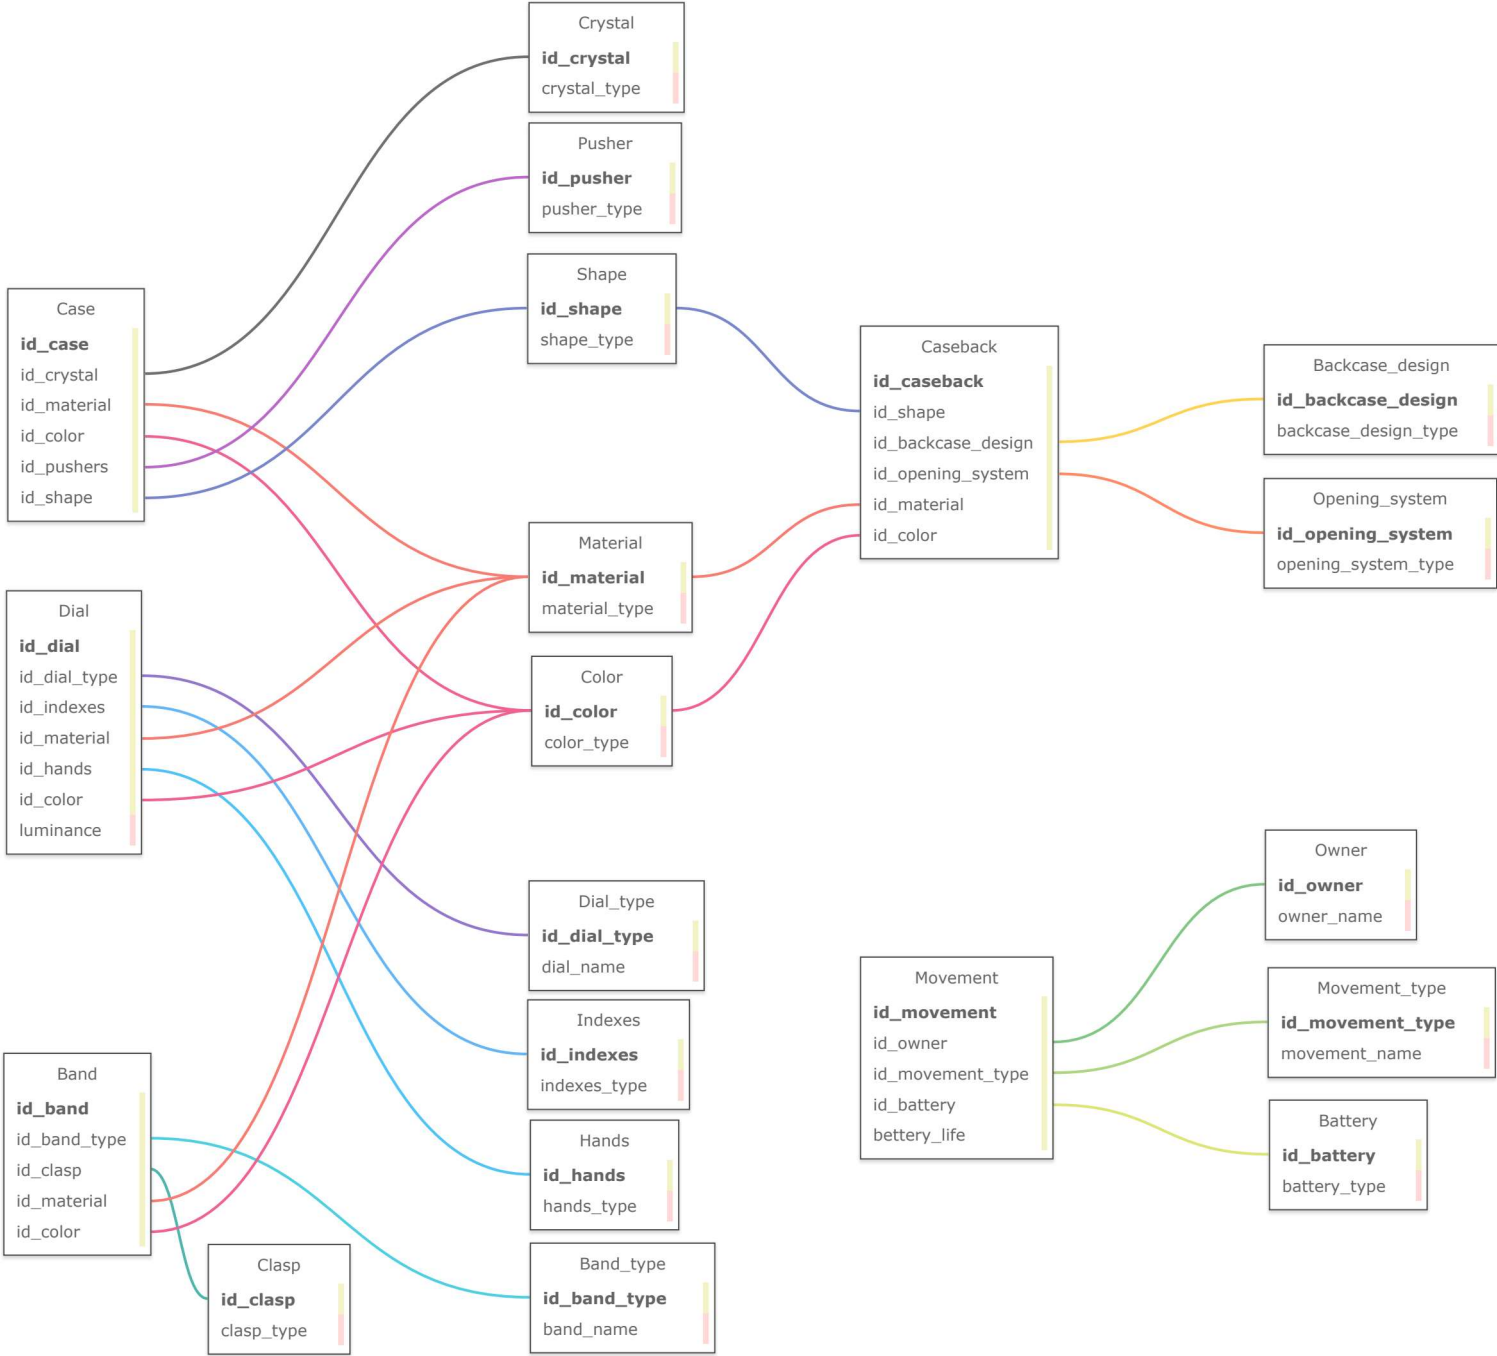 Crystal
id_crystal
crystal_type
Pusher
id_pusher
pusher_type
Shape
id_shape
shape_type
Case
id_case
id_crystal
id_material
id_color
id_pushers
id_shape
Caseback
id_caseback
id_shape
id_backcase_design
id_opening_system
id_material
id_color
Backcase_design
id_backcase_design
backcase_design_type
Opening_system
id_opening_system
opening_system_type
Material
id_material
material_type
Dial
id_dial
id_dial_type
id_indexes
id_material
id_hands
id_color
luminance
Color
id_color
color_type
Owner
id_owner
owner_name
Dial_type
id_dial_type
dial_name
Movement
id_movement
id_owner
id_movement_type
id_battery
bettery_life
Movement_type
id_movement_type
movement_name
Indexes
id_indexes
indexes_type
Band
id_band
id_band_type
id_clasp
id_material
id_color
Battery
id_battery
battery_type
Hands
id_hands
hands_type
Clasp
id_clasp
clasp_type
Band_type
id_band_type
band_name